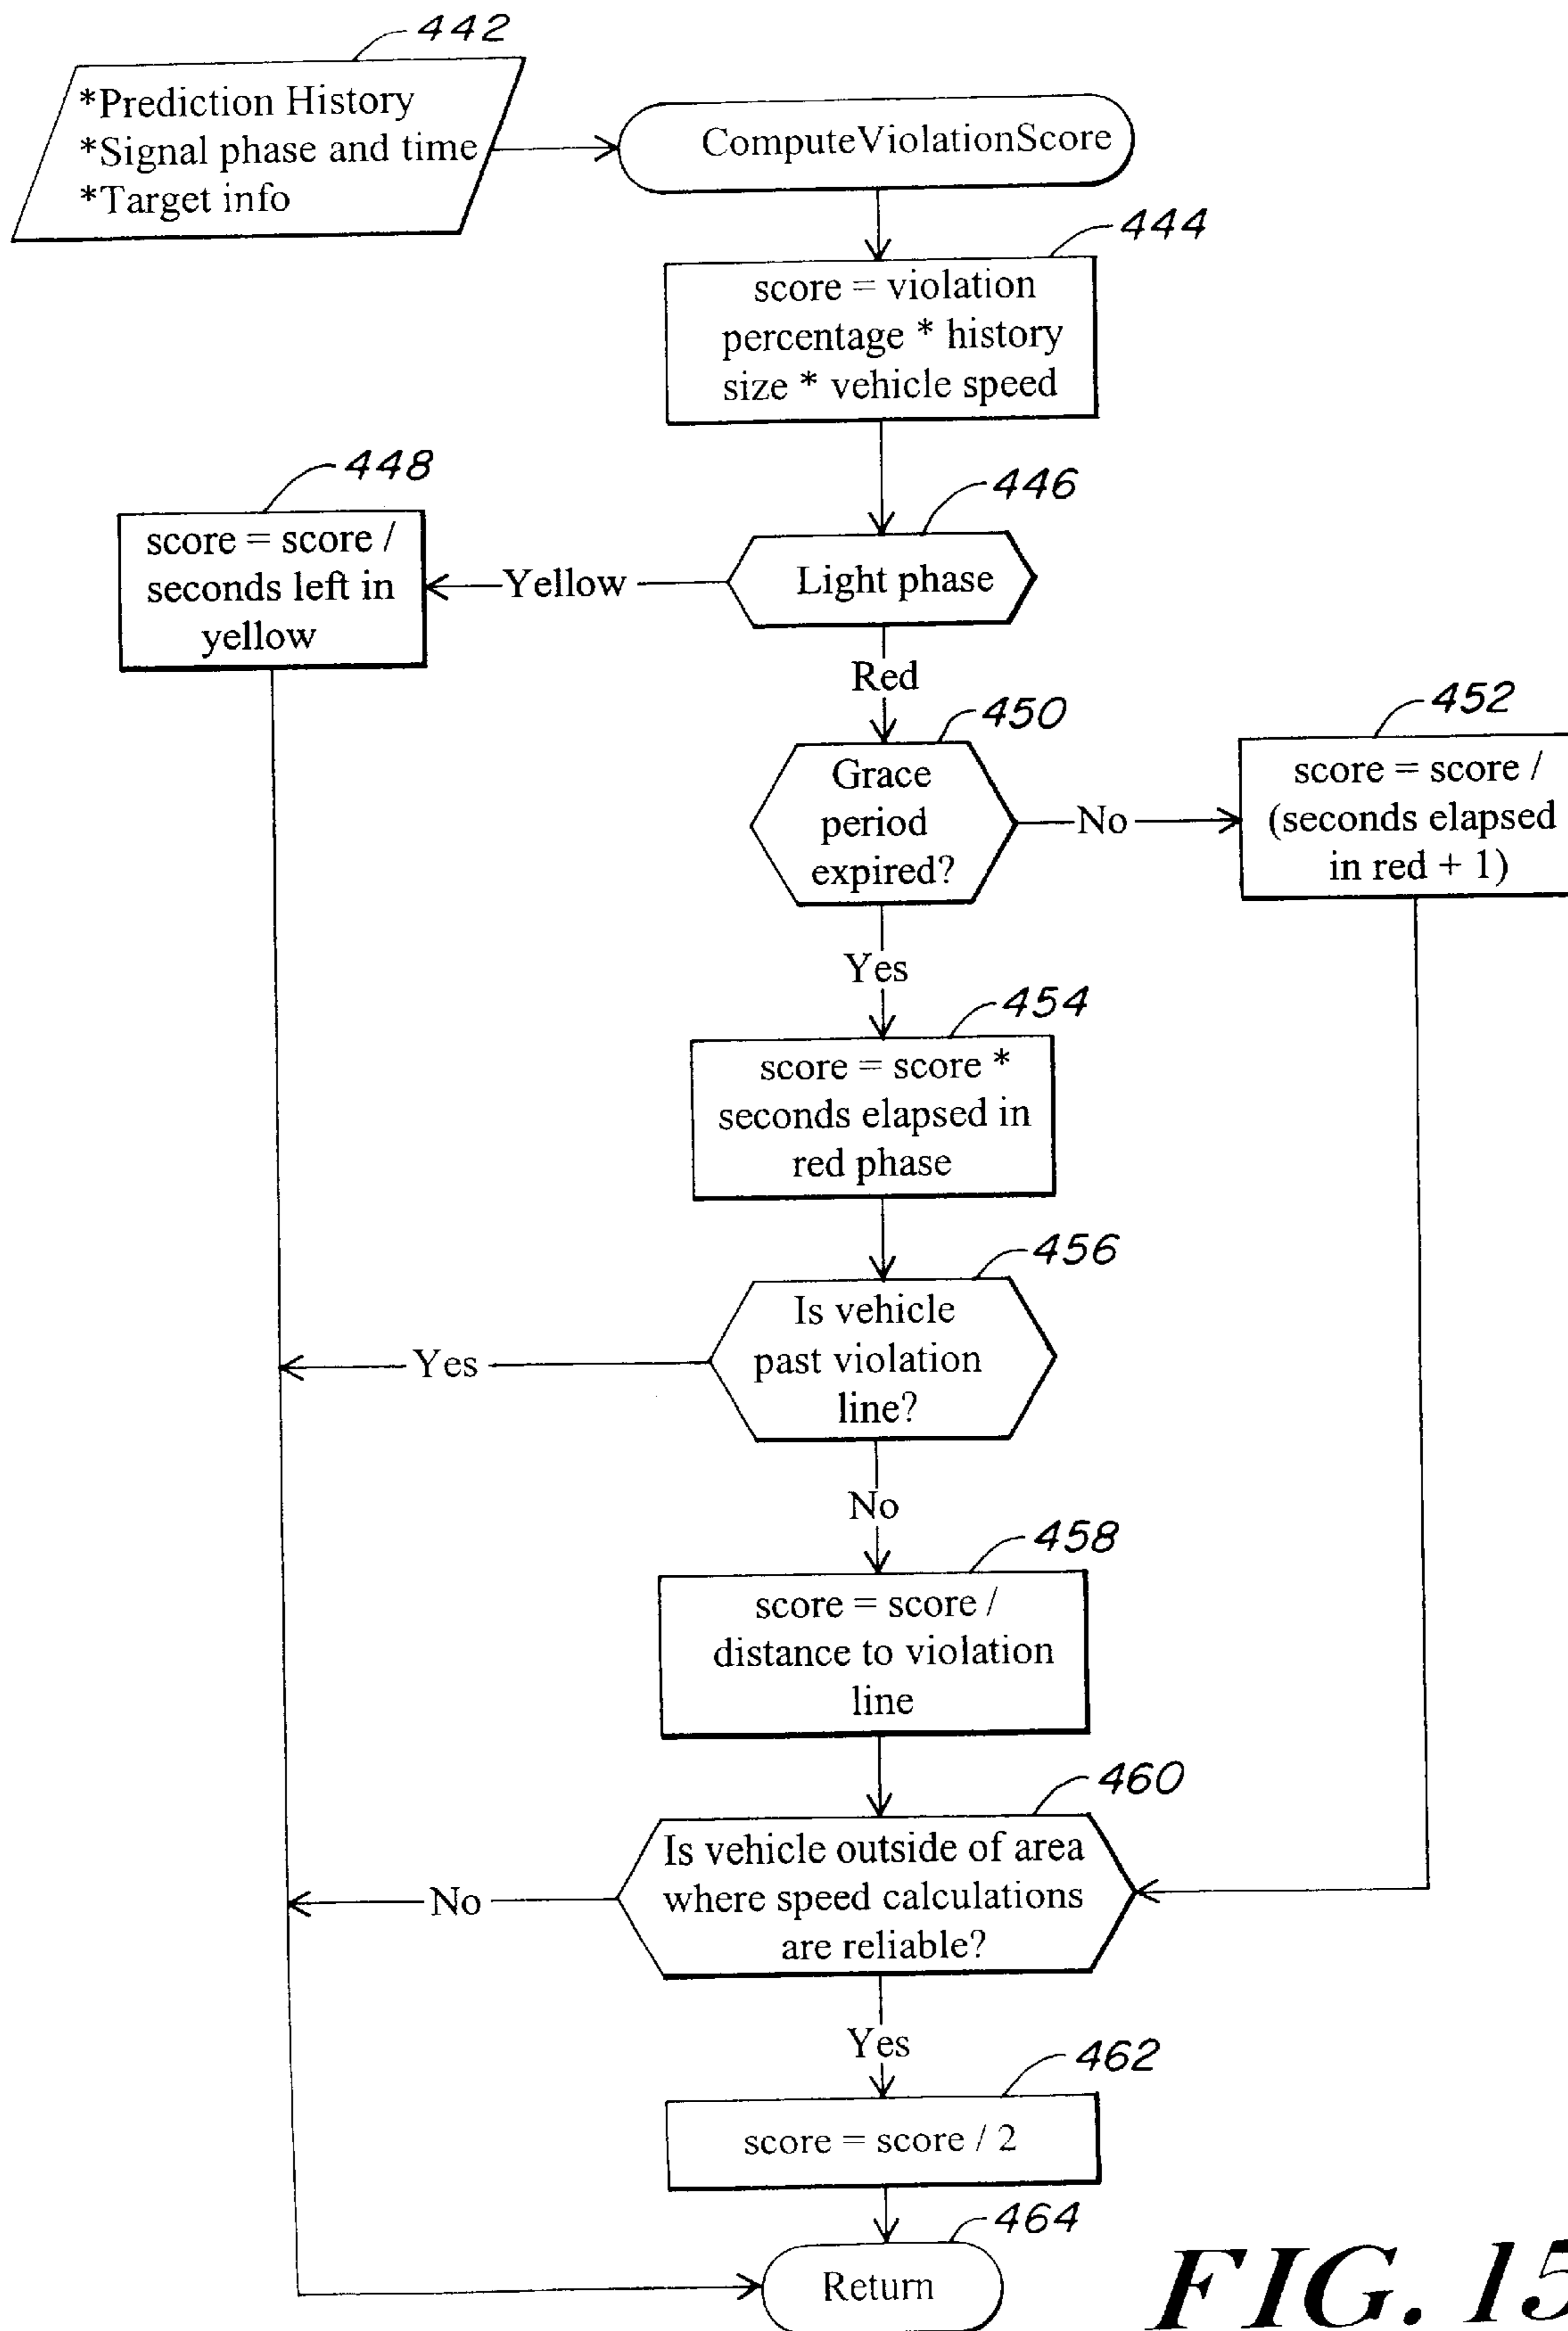 442
*Prediction History
*Signal phase and time
*Target info
ComputeViolationScore
444
score = violation
percentage * history
size * vehicle speed
446
Light phase
Yellow
448
score = score /
seconds left in
yellow
Red
450
Grace
period
expired?
No
452
score = score /
(seconds elapsed
in red + 1)
Yes
454
score = score *
seconds elapsed in
red phase
456
Is vehicle
past violation
line?
Yes
No
458
score = score /
distance to violation
line
460
Is vehicle outside of area
where speed calculations
are reliable?
No
Yes
462
score = score / 2
464
Return
FIG. 15